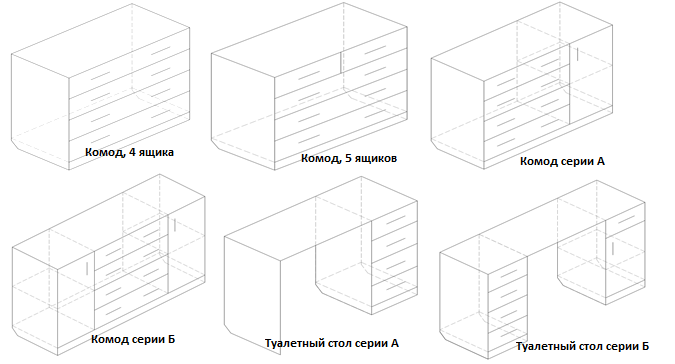 Комод, 4 ящика
Комод, 5 ящиков
Комод серии А
Комод серии Б
Туалетный стол серии А
Туалетный стол серии Б